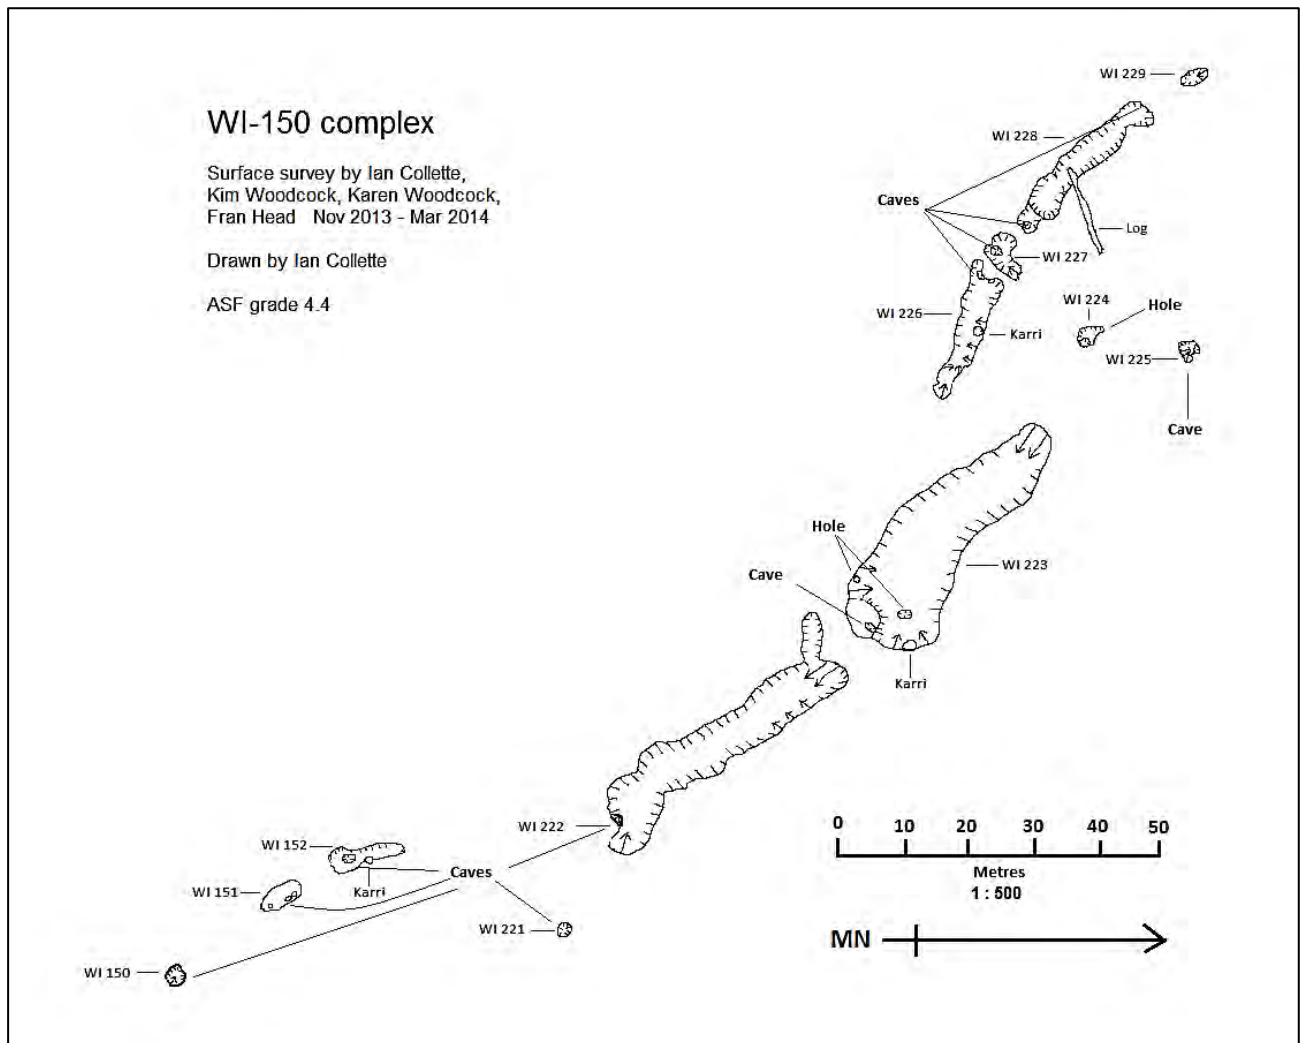 WI-150 complex
Surface survey by Ian Collette,
Kim Woodcock, Karen Woodcock,
Fran Head Nov 2013 - Mar 2014
Drawn by Ian Collette
ASF grade 4.4
WI 229
WI 228
Caves
Log
WI 227
WI 226
Karri
WI 224
Hole
WI 225
Cave
Hole
Cave
WI 223
Karri
WI 222
WI 152
Karri
Caves
WI 151
WI 221
WI 150
0 10 20 30 40 50
Metres
1 : 500
MN